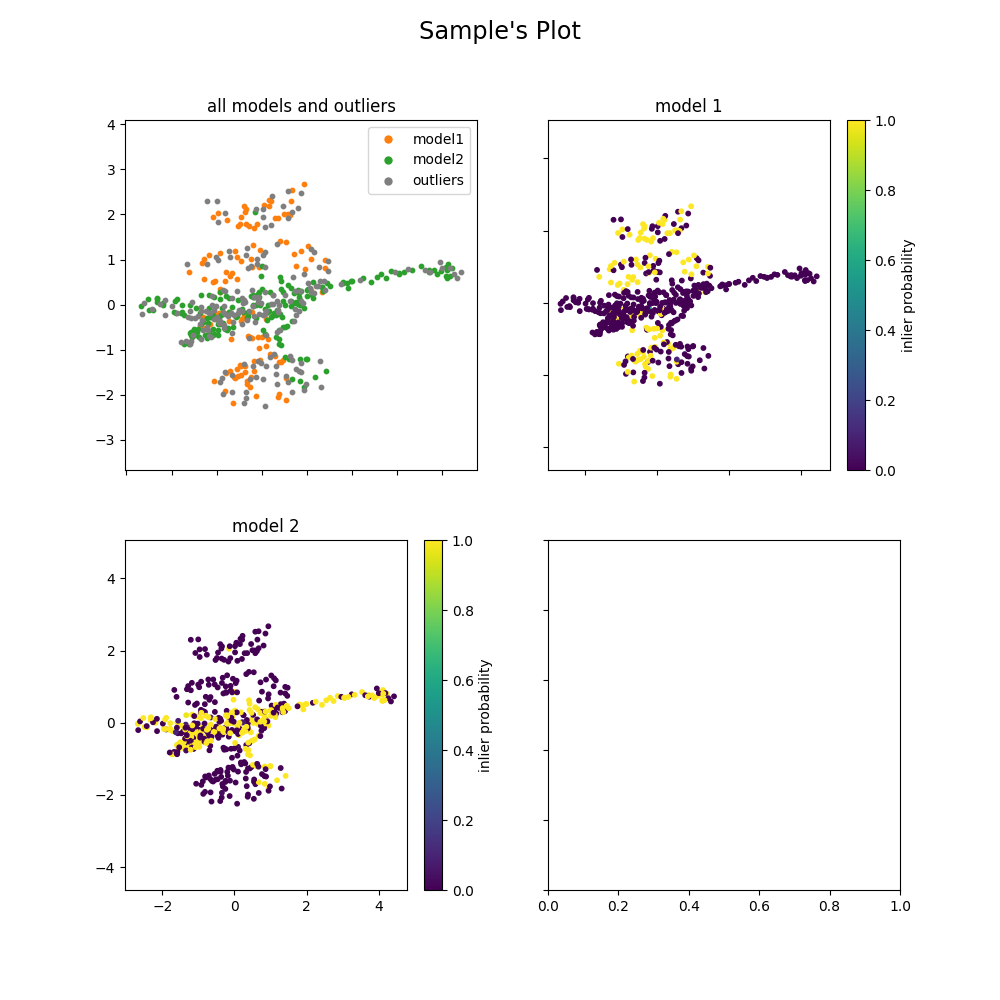 Sample's Plot
all models and outliers
4
3
2
1
0
−1
−2
−3
model1
model2
outliers
model 1
1.0
0.8
0.6
0.4
0.2
0.0
inlier probability
model 2
4
2
0
−2
−4
−2 0 2 4
1.0
0.8
0.6
0.4
0.2
0.0
inlier probability
0.0 0.2 0.4 0.6 0.8 1.0